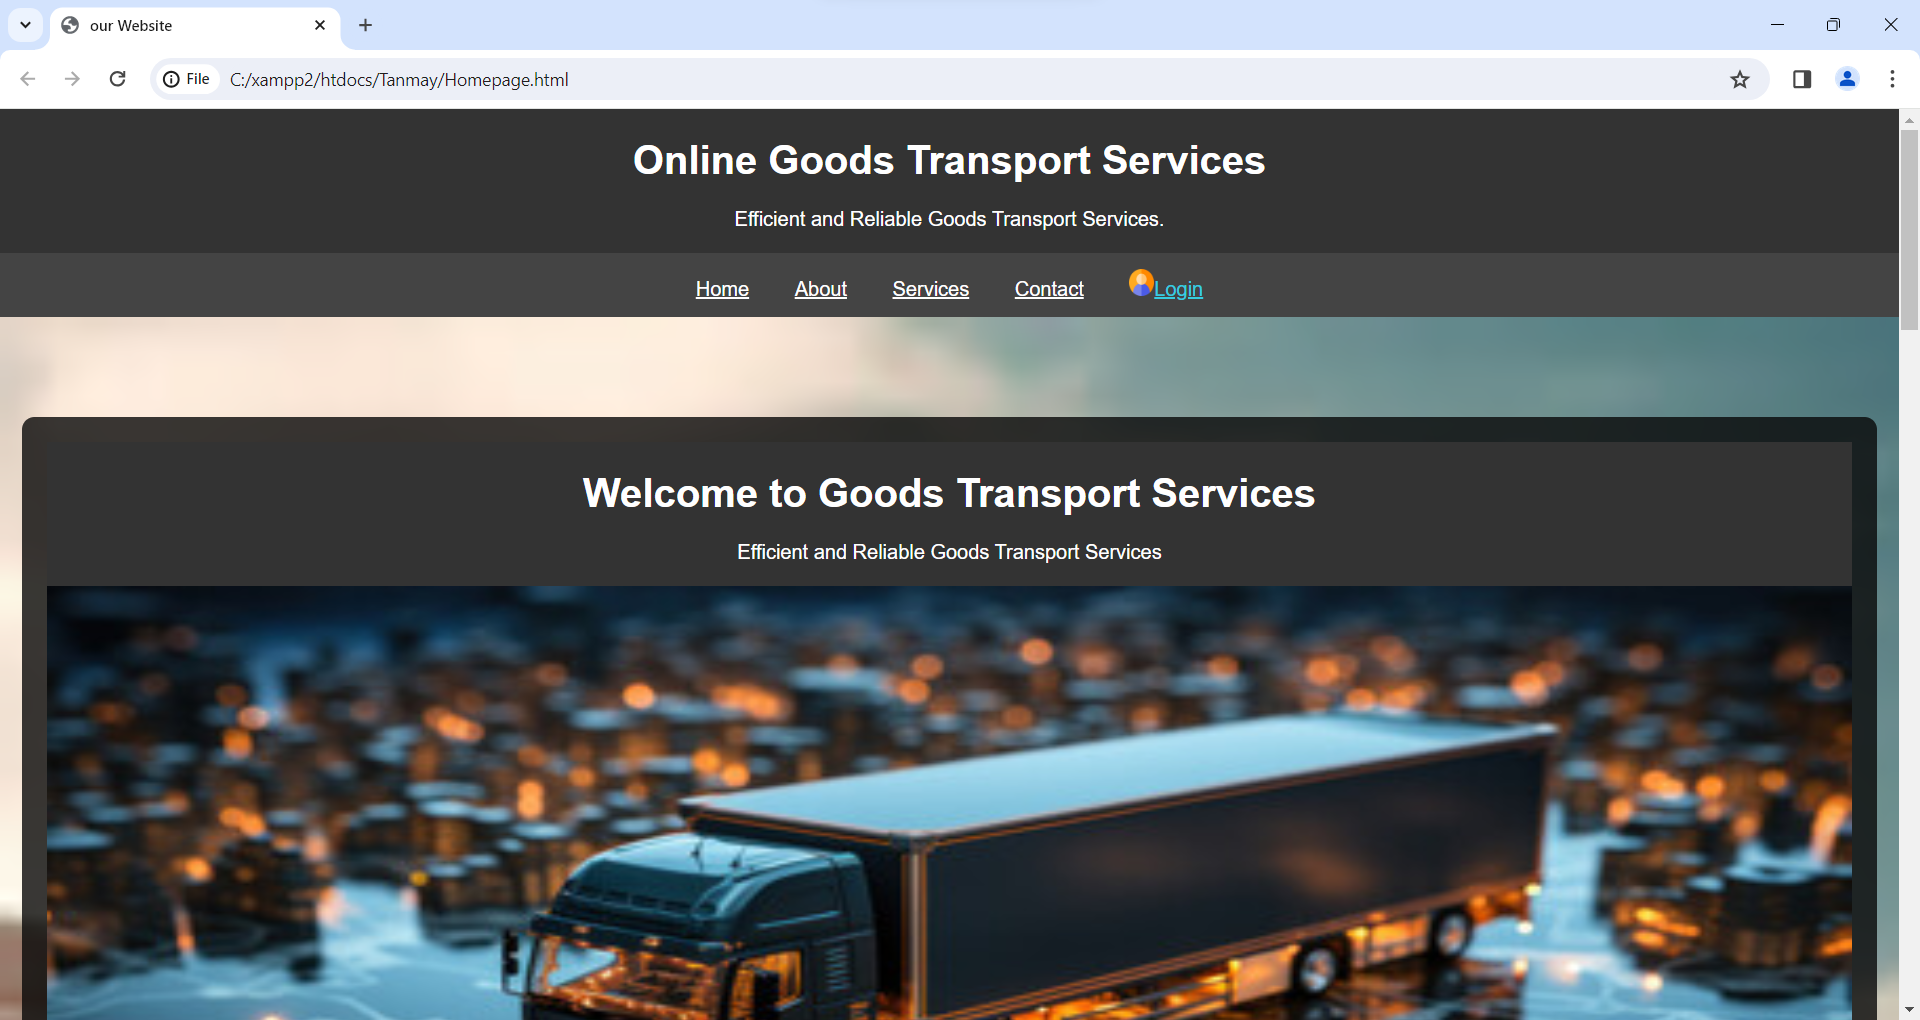 our Website
File C:/xampp2/htdocs/Tanmay/Homepage.html
Online Goods Transport Services
Efficient and Reliable Goods Transport Services.
Home About Services Contact Login
Welcome to Goods Transport Services
Efficient and Reliable Goods Transport Services